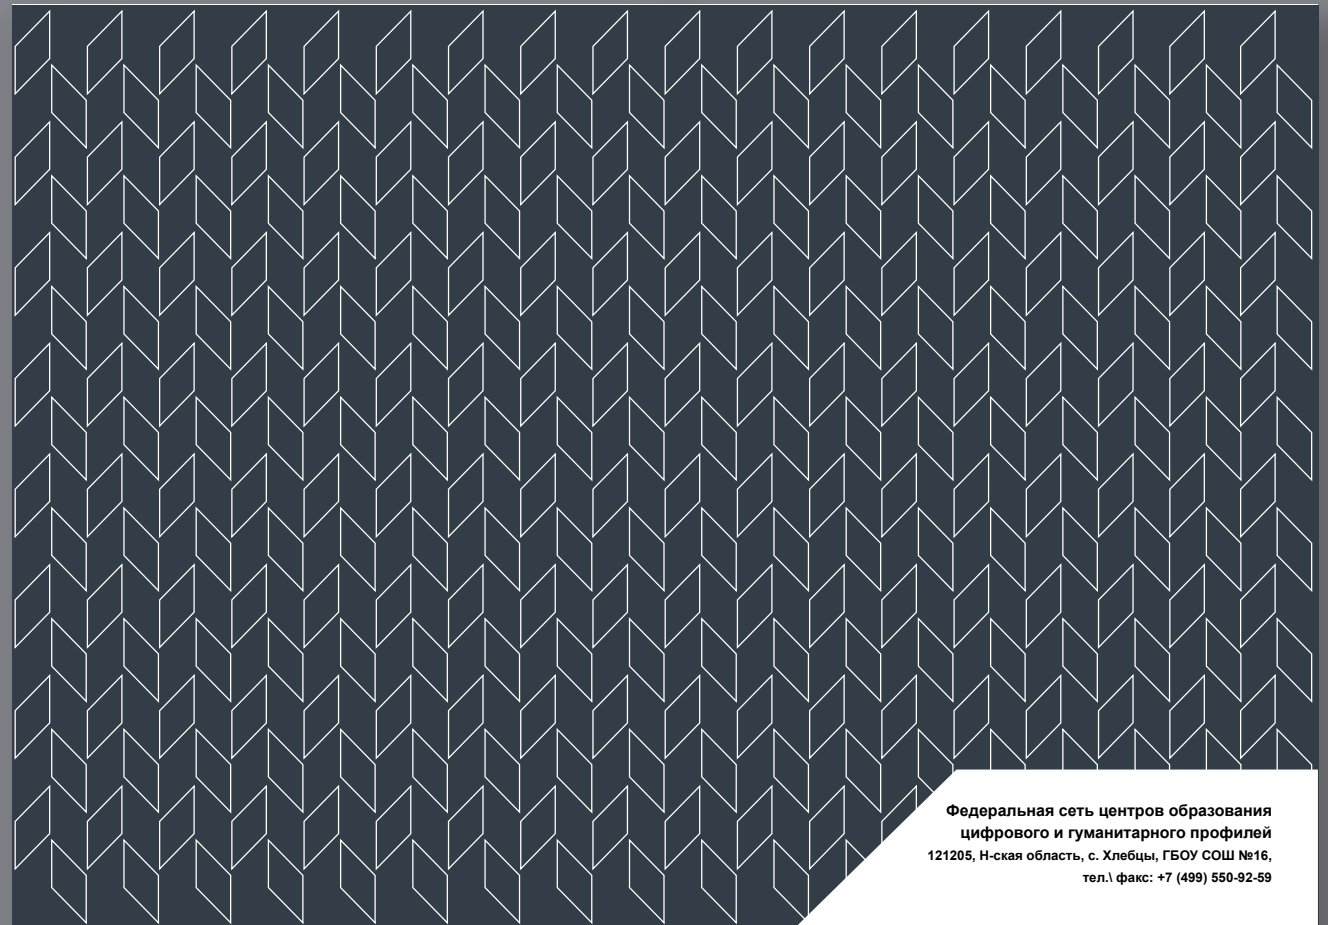 Федеральная сеть центров образования
цифрового и гуманитарного профилей
121205, Н-ская область, с. Хлебцы, ГБОУ СОШ №16,
тел.\ факс: +7 (499) 550-92-59